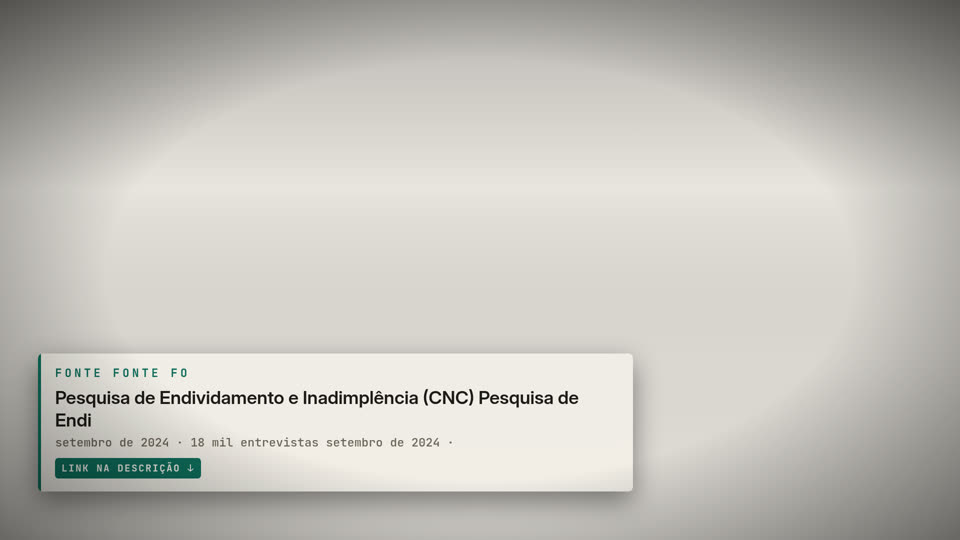 FONTE FONTE FO
Pesquisa de Endividamento e Inadimplência (CNC) Pesquisa de
Endi
setembro de 2024 · 18 mil entrevistas setembro de 2024 ·
LINK NA DESCRIÇÃO ↓